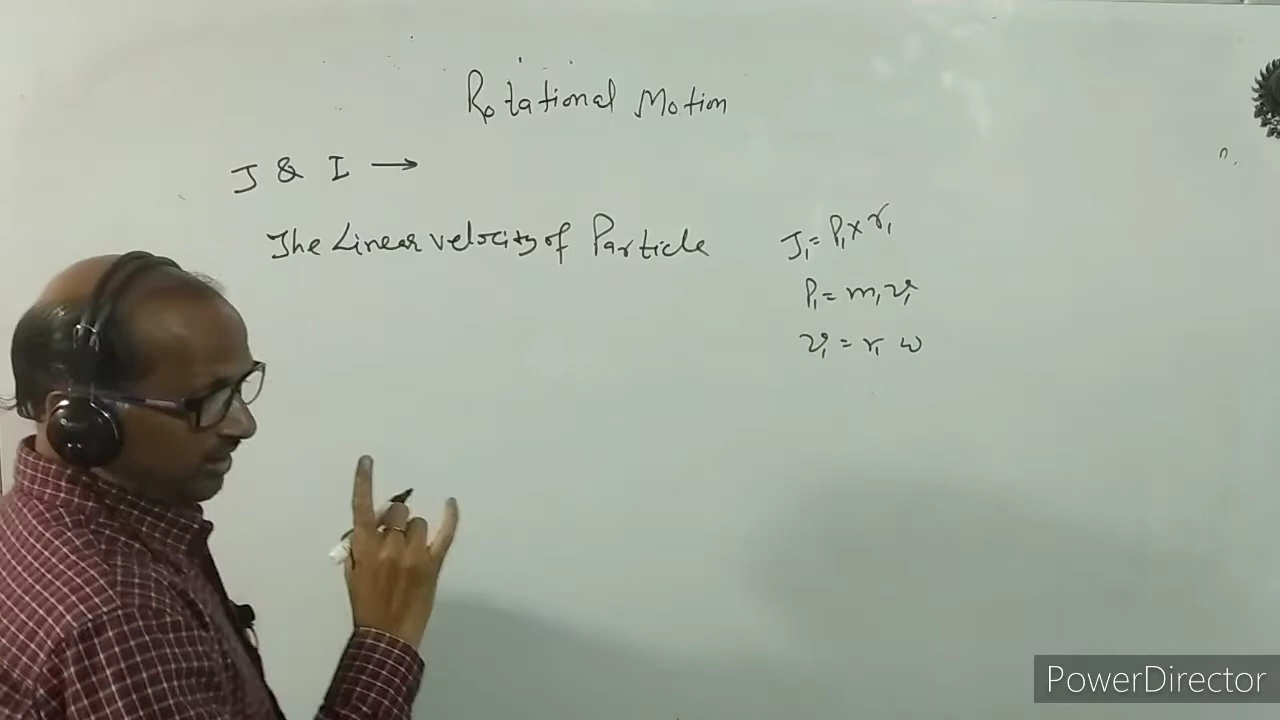 Rotational Motion
J & I →
The Linear velocity of Particle
J₁ = P₁ × r₁
P₁ = m₁v₁
v₁ = r₁ ω
PowerDirector